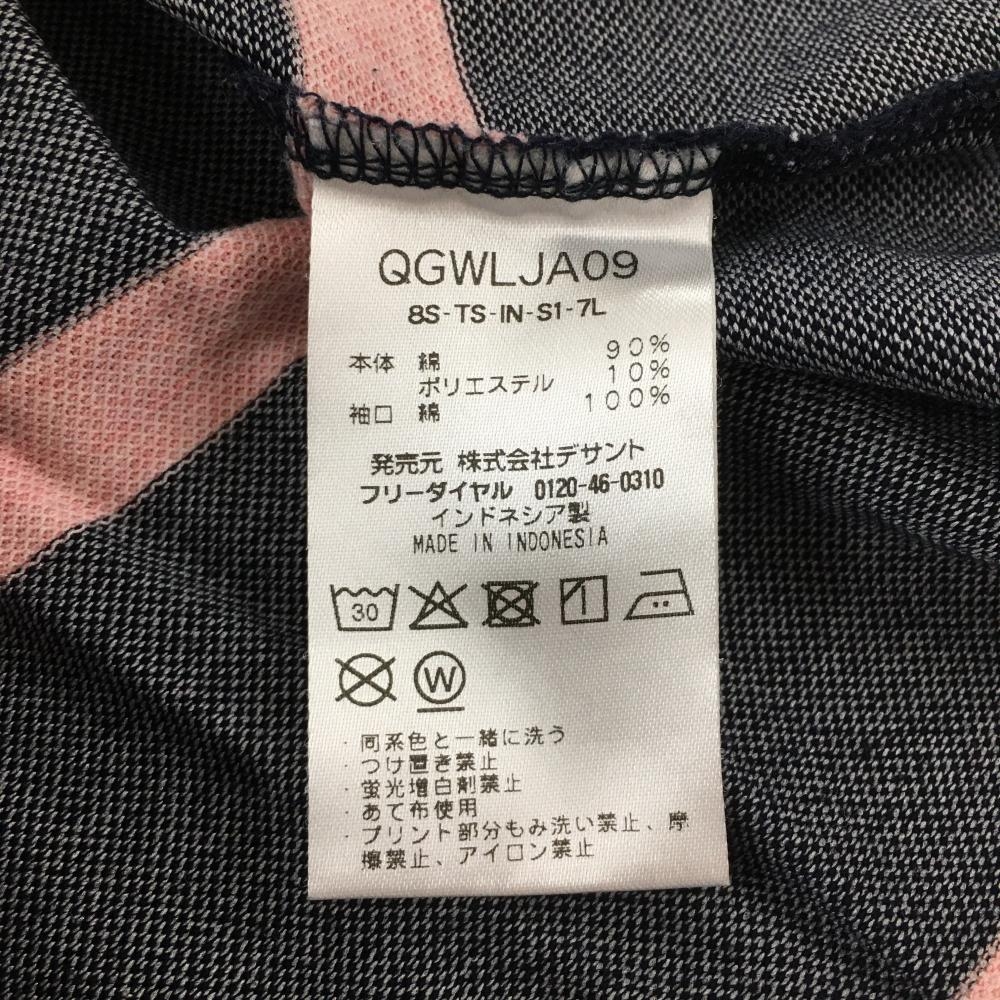 QGWLJA09
8S-TS-IN-S1-7L
本体 綿 90%
ポリエステル 10%
袖口 綿 100%
発売元 株式会社デサント
フリーダイヤル 0120-46-0310
インドネシア製
MADE IN INDONESIA
30
W
・同系色と一緒に洗う
・つけ置き禁止
・蛍光増白剤禁止
・あて布使用
・プリント部分もみ洗い禁止、摩
擦禁止、アイロン禁止